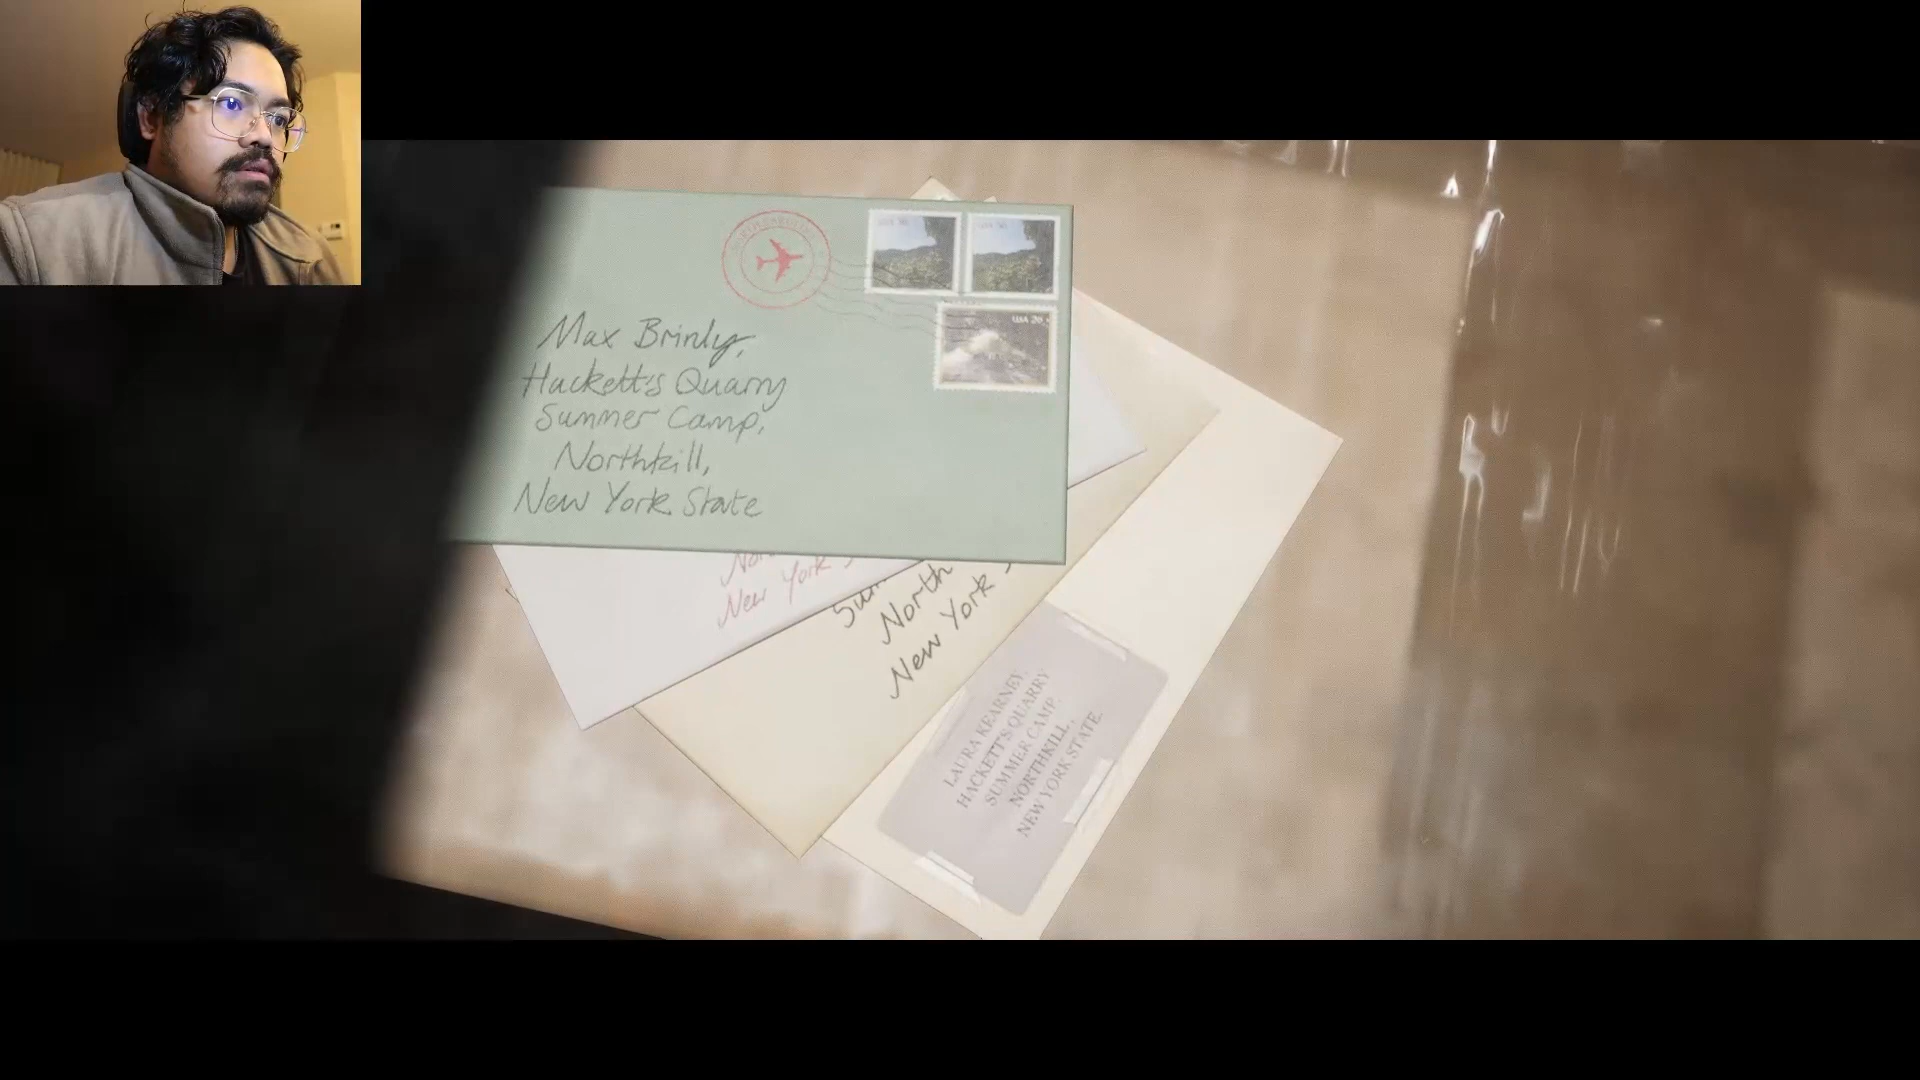 Max Brinly,
Hackett's Quarry
Summer Camp,
Northkill,
New York State
New York
North
New York
LAURA KEARNEY,
HACKETT'S QUARRY
SUMMER CAMP,
NORTHKILL,
NEW YORK STATE.